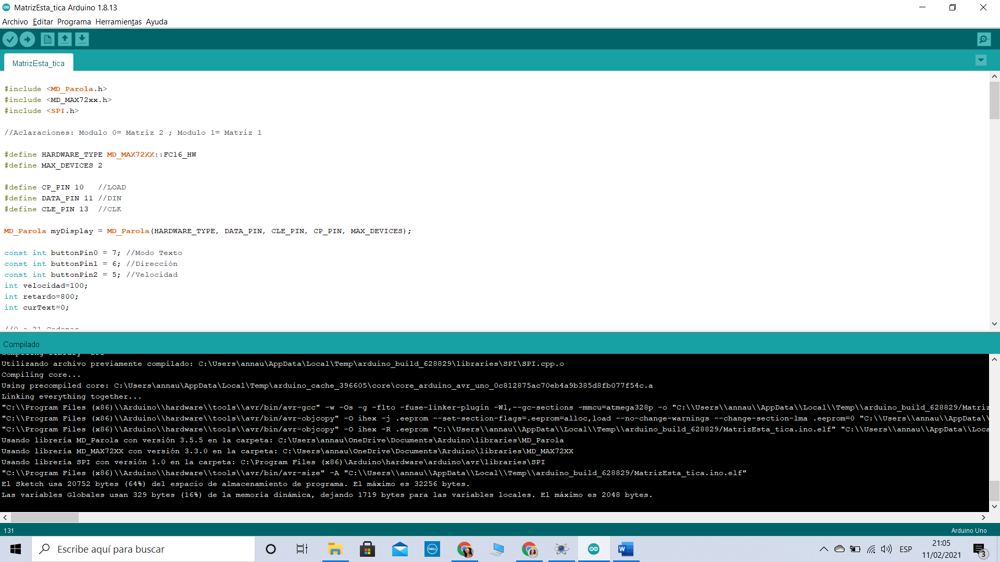 MatrizEsta_tica Arduino 1.8.13
Archivo Editar Programa Herramientas Ayuda
MatrizEsta_tica
#include <MD_Parola.h>
#include <MD_MAX72xx.h>
#include <SPI.h>
//Aclaraciones: Modulo 0= Matriz 2 ; Modulo 1= Matriz 1
#define HARDWARE_TYPE MD_MAX72XX::FC16_HW
#define MAX_DEVICES 2
#define CP_PIN 10   //LOAD
#define DATA_PIN 11 //DIN
#define CLE_PIN 13  //CLK
MD_Parola myDisplay = MD_Parola(HARDWARE_TYPE, DATA_PIN, CLE_PIN, CP_PIN, MAX_DEVICES);
const int buttonPin0 = 7; //Modo Texto
const int buttonPin1 = 6; //Dirección
const int buttonPin2 = 5; //Velocidad
int velocidad=100;
int retardo=800;
int curText=0;
//0 a 21 Cadenas
Compilado
Compiling library "SPI"
Utilizando archivo previamente compilado: C:\Users\annau\AppData\Local\Temp\arduino_build_628829\libraries\SPI\SPI.cpp.o
Compiling core...
Using precompiled core: C:\Users\annau\AppData\Local\Temp\arduino_cache_396605\core\core_arduino_avr_uno_0c812875ac70eb4a9b385d8fb077f54c.a
Linking everything together...
"C:\\Program Files (x86)\\Arduino\\hardware\\tools\\avr/bin/avr-gcc" -w -Os -g -flto -fuse-linker-plugin -Wl,--gc-sections -mmcu=atmega328p -o "C:\\Users\\annau\\AppData\\Local\\Temp\\arduino_build_628829/Matriz
"C:\\Program Files (x86)\\Arduino\\hardware\\tools\\avr/bin/avr-objcopy" -O ihex -j .eeprom --set-section-flags=.eeprom=alloc,load --no-change-warnings --change-section-lma .eeprom=0 "C:\\Users\\annau\\AppData\\
"C:\\Program Files (x86)\\Arduino\\hardware\\tools\\avr/bin/avr-objcopy" -O ihex -R .eeprom "C:\\Users\\annau\\AppData\\Local\\Temp\\arduino_build_628829/MatrizEsta_tica.ino.elf" "C:\\Users\\annau\\AppData\\Loca
Usando librería MD_Parola con versión 3.5.5 en la carpeta: C:\Users\annau\OneDrive\Documents\Arduino\libraries\MD_Parola
Usando librería MD_MAX72XX con versión 3.3.0 en la carpeta: C:\Users\annau\OneDrive\Documents\Arduino\libraries\MD_MAX72XX
Usando librería SPI con versión 1.0 en la carpeta: C:\Program Files (x86)\Arduino\hardware\arduino\avr\libraries\SPI
"C:\\Program Files (x86)\\Arduino\\hardware\\tools\\avr/bin/avr-size" -A "C:\\Users\\annau\\AppData\\Local\\Temp\\arduino_build_628829/MatrizEsta_tica.ino.elf"
El Sketch usa 20752 bytes (64%) del espacio de almacenamiento de programa. El máximo es 32256 bytes.
Las variables Globales usan 329 bytes (16%) de la memoria dinámica, dejando 1719 bytes para las variables locales. El máximo es 2048 bytes.
131
Arduino Uno
Escribe aquí para buscar
DELL
W
ESP
21:05
11/02/2021
3